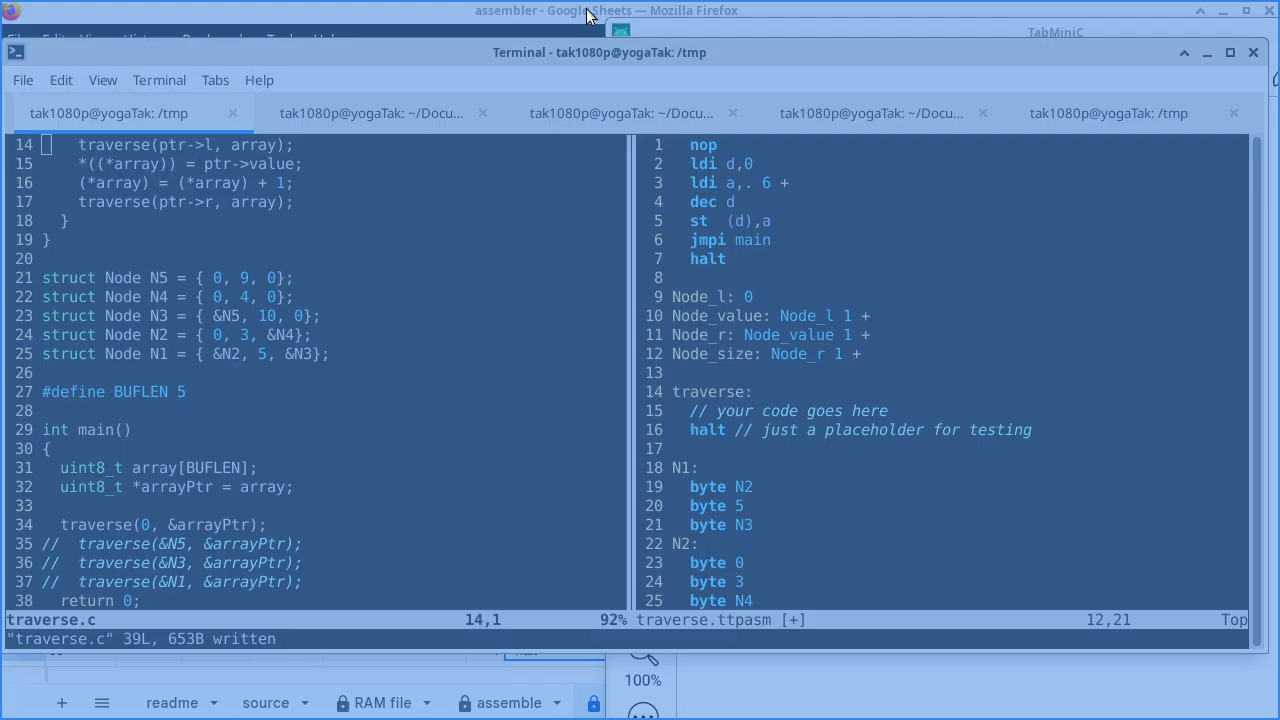 assembler - Google Sheets — Mozilla Firefox
TabMiniC
Terminal - tak1080p@yogaTak: /tmp
File Edit View Terminal Tabs Help
tak1080p@yogaTak: /tmp
tak1080p@yogaTak: ~/Docu...
tak1080p@yogaTak: ~/Docu...
tak1080p@yogaTak: ~/Docu...
tak1080p@yogaTak: /tmp
14     traverse(ptr->l, array);
15     *((*array)) = ptr->value;
16     (*array) = (*array) + 1;
17     traverse(ptr->r, array);
18   }
19 }
20
21 struct Node N5 = { 0, 9, 0};
22 struct Node N4 = { 0, 4, 0};
23 struct Node N3 = { &N5, 10, 0};
24 struct Node N2 = { 0, 3, &N4};
25 struct Node N1 = { &N2, 5, &N3};
26
27 #define BUFLEN 5
28
29 int main()
30 {
31   uint8_t array[BUFLEN];
32   uint8_t *arrayPtr = array;
33
34   traverse(0, &arrayPtr);
35 //  traverse(&N5, &arrayPtr);
36 //  traverse(&N3, &arrayPtr);
37 //  traverse(&N1, &arrayPtr);
38   return 0;
traverse.c 14,1 92%
"traverse.c" 39L, 653B written
1   nop
2   ldi d,0
3   ldi a,. 6 +
4   dec d
5   st  (d),a
6   jmpi main
7   halt
8
9 Node_l: 0
10 Node_value: Node_l 1 +
11 Node_r: Node_value 1 +
12 Node_size: Node_r 1 +
13
14 traverse:
15   // your code goes here
16   halt // just a placeholder for testing
17
18 N1:
19   byte N2
20   byte 5
21   byte N3
22 N2:
23   byte 0
24   byte 3
25   byte N4
traverse.ttpasm [+] 12,21 Top
100%
readme source RAM file assembler